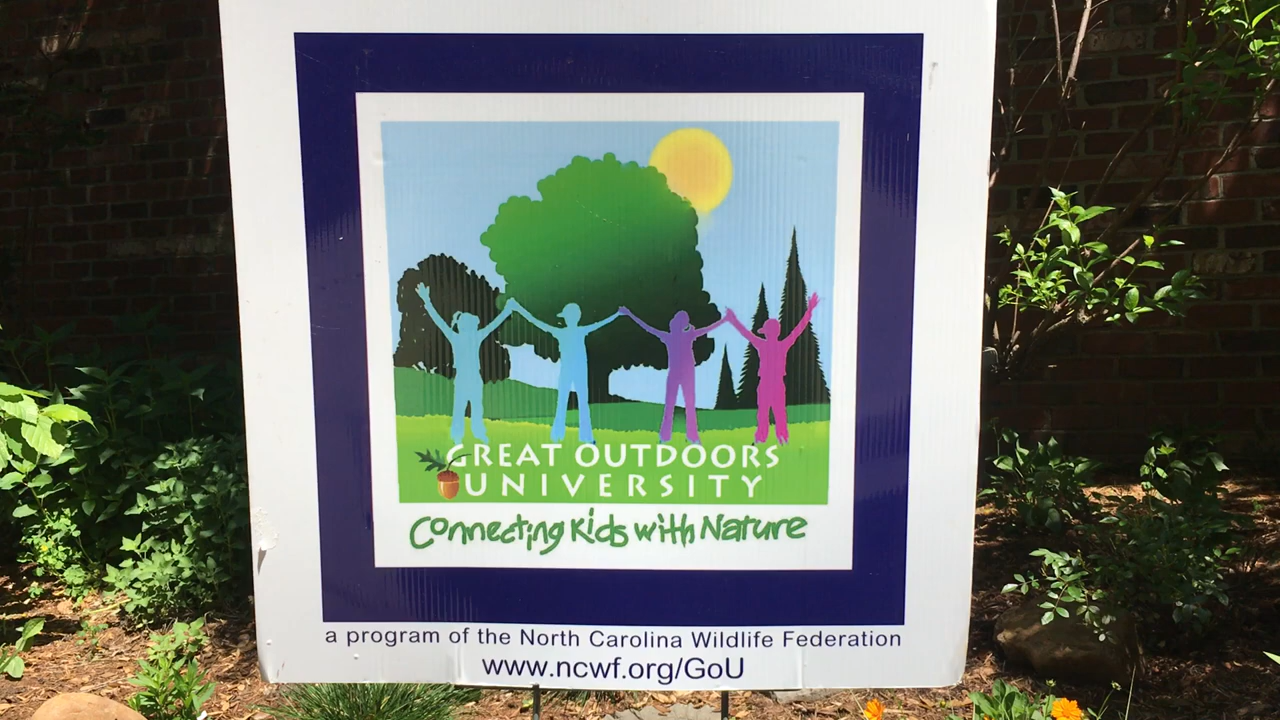 GREAT OUTDOORS
UNIVERSITY
Connecting Kids with Nature
a program of the North Carolina Wildlife Federation
www.ncwf.org/GoU